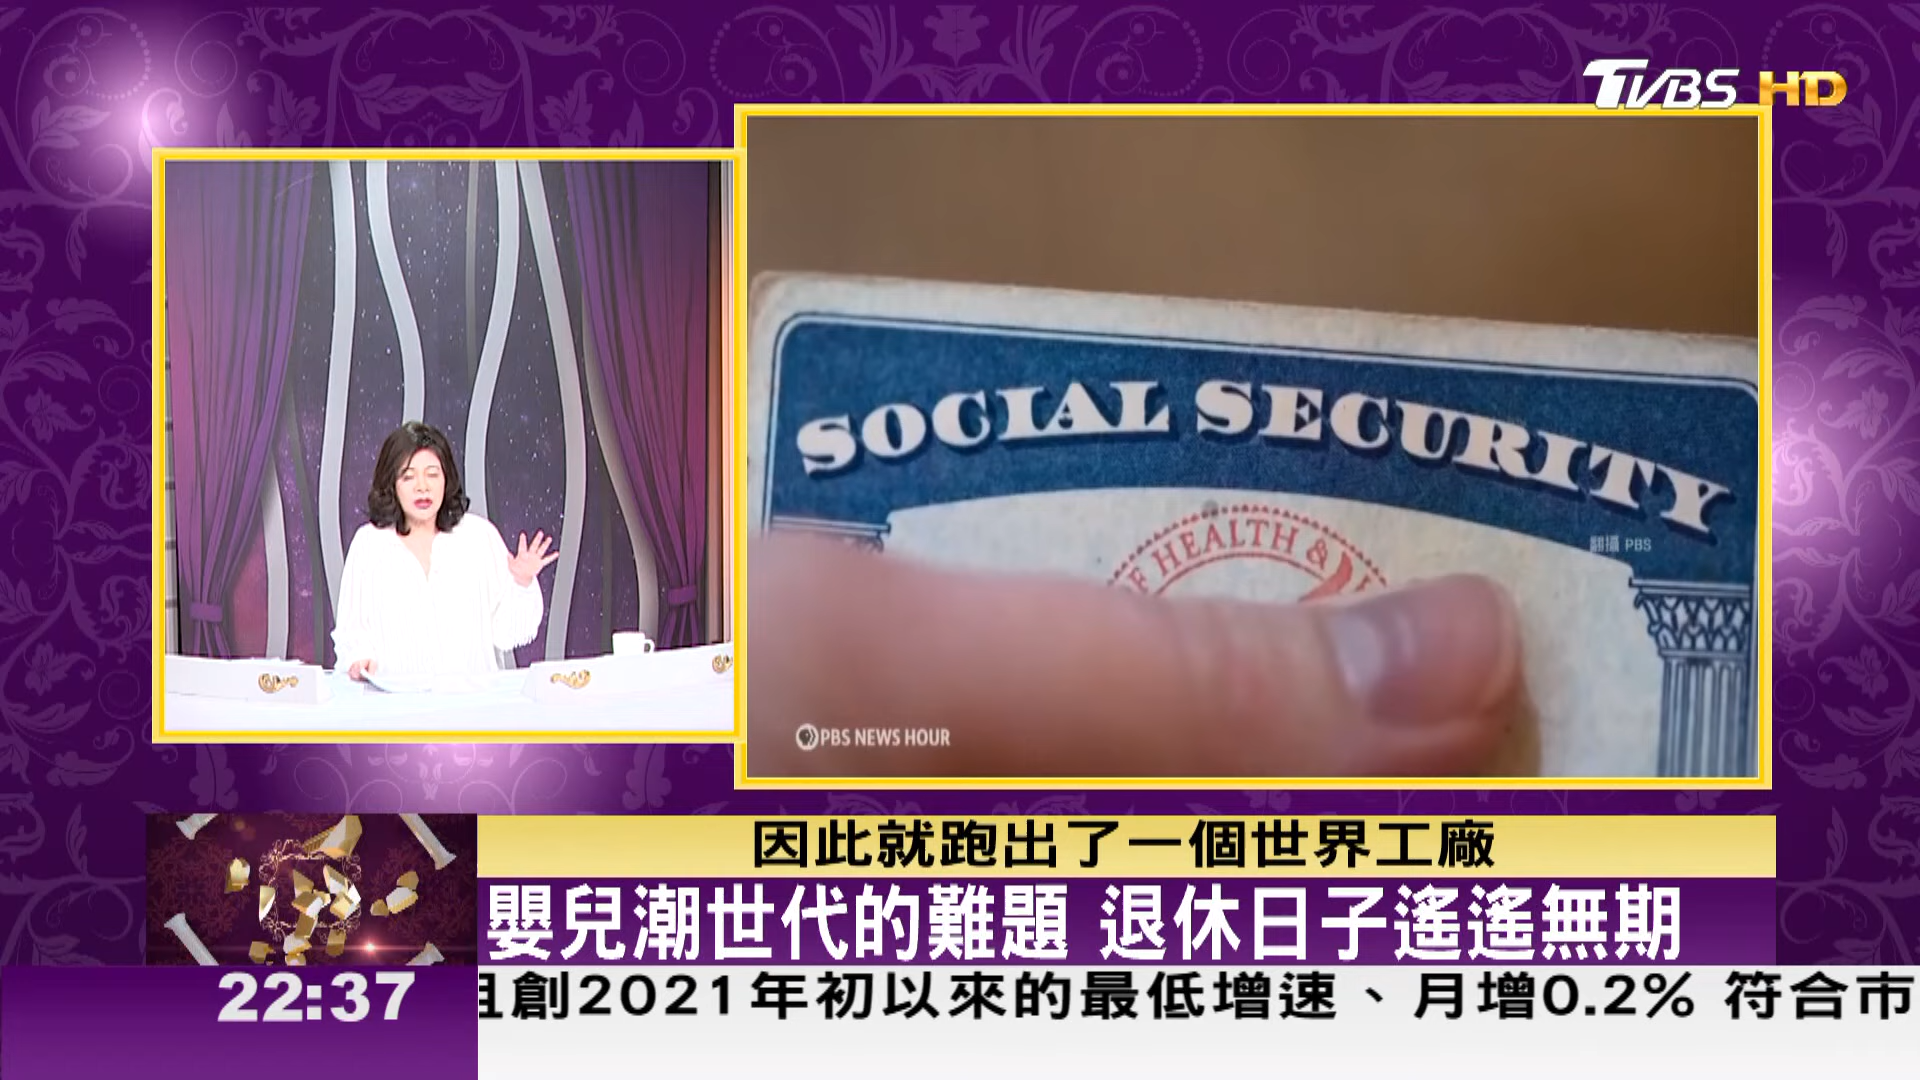 TVBS HD
SOCIAL SECURITY
HEALTH &
翻攝 PBS
PBS NEWS HOUR
因此就跑出了一個世界工廠
嬰兒潮世代的難題 退休日子遙遙無期
22:37
創2021年初以來的最低增速、月增0.2% 符合市